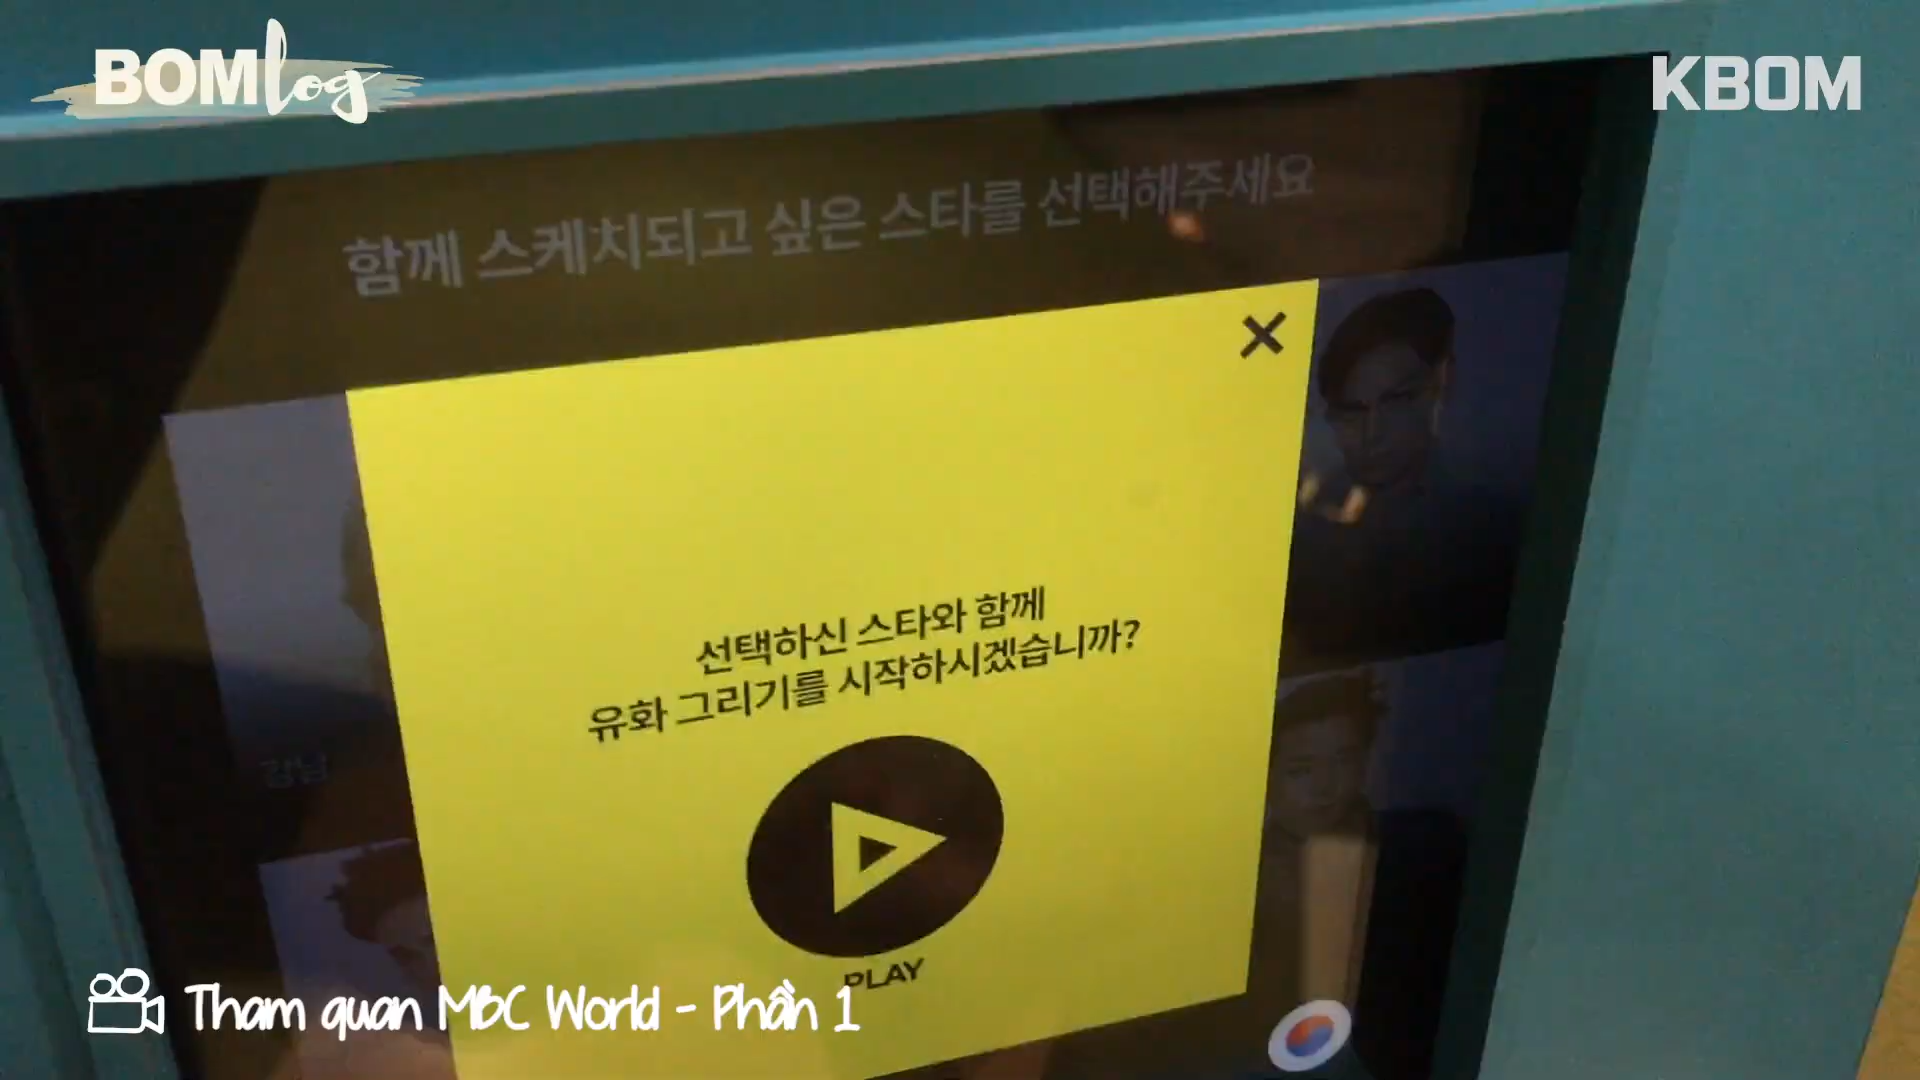 BOMlog
KBOM
함께 스케치되고 싶은 스타를 선택해주세요
선택하신 스타와 함께
유화 그리기를 시작하시겠습니까?
강남
PLAY
Tham quan MBC World - Phần 1